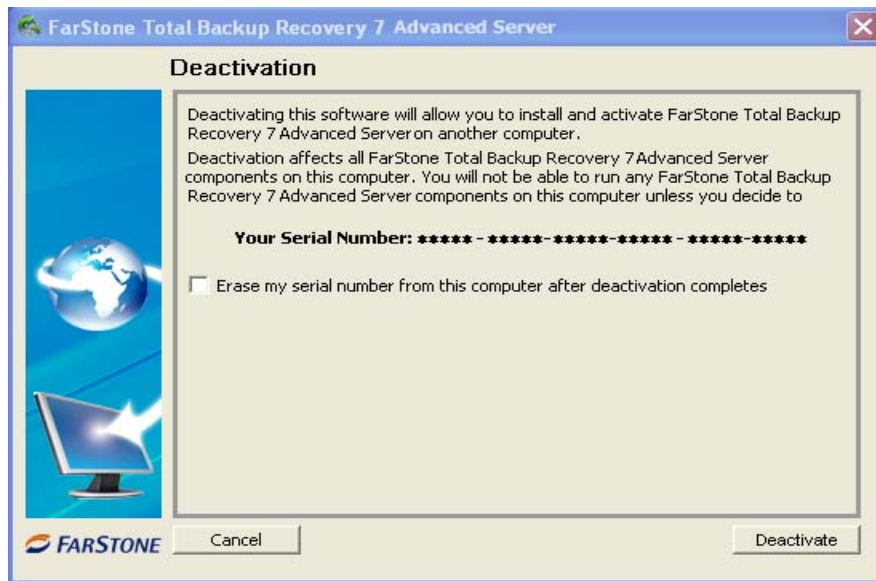 FarStone Total Backup Recovery 7 Advanced Server
Deactivation
Deactivating this software will allow you to install and activate FarStone Total Backup
Recovery 7 Advanced Serveron another computer.
Deactivation affects all FarStone Total Backup Recovery 7Advanced Server
components on this computer. You will not be able to run any FarStone Total Backup
Recovery 7 Advanced Server components on this computer unless you decide to
Your Serial Number: *****-*****-*****-*****-*****-*****
Erase my serial number from this computer after deactivation completes
FARSTONE
Cancel
Deactivate